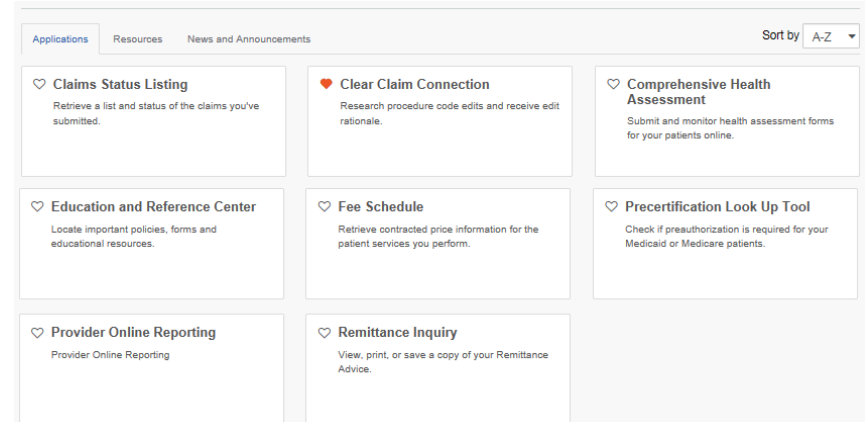 Applications
Resources
News and Announcements
Sort by
A-Z
Claims Status Listing
Retrieve a list and status of the claims you've
submitted.
Clear Claim Connection
Research procedure code edits and receive edit
rationale.
Comprehensive Health
Assessment
Submit and monitor health assessment forms
for your patients online.
Education and Reference Center
Locate important policies, forms and
educational resources.
Fee Schedule
Retrieve contracted price information for the
patient services you perform.
Precertification Look Up Tool
Check if preauthorization is required for your
Medicaid or Medicare patients.
Provider Online Reporting
Provider Online Reporting
Remittance Inquiry
View, print, or save a copy of your Remittance
Advice.